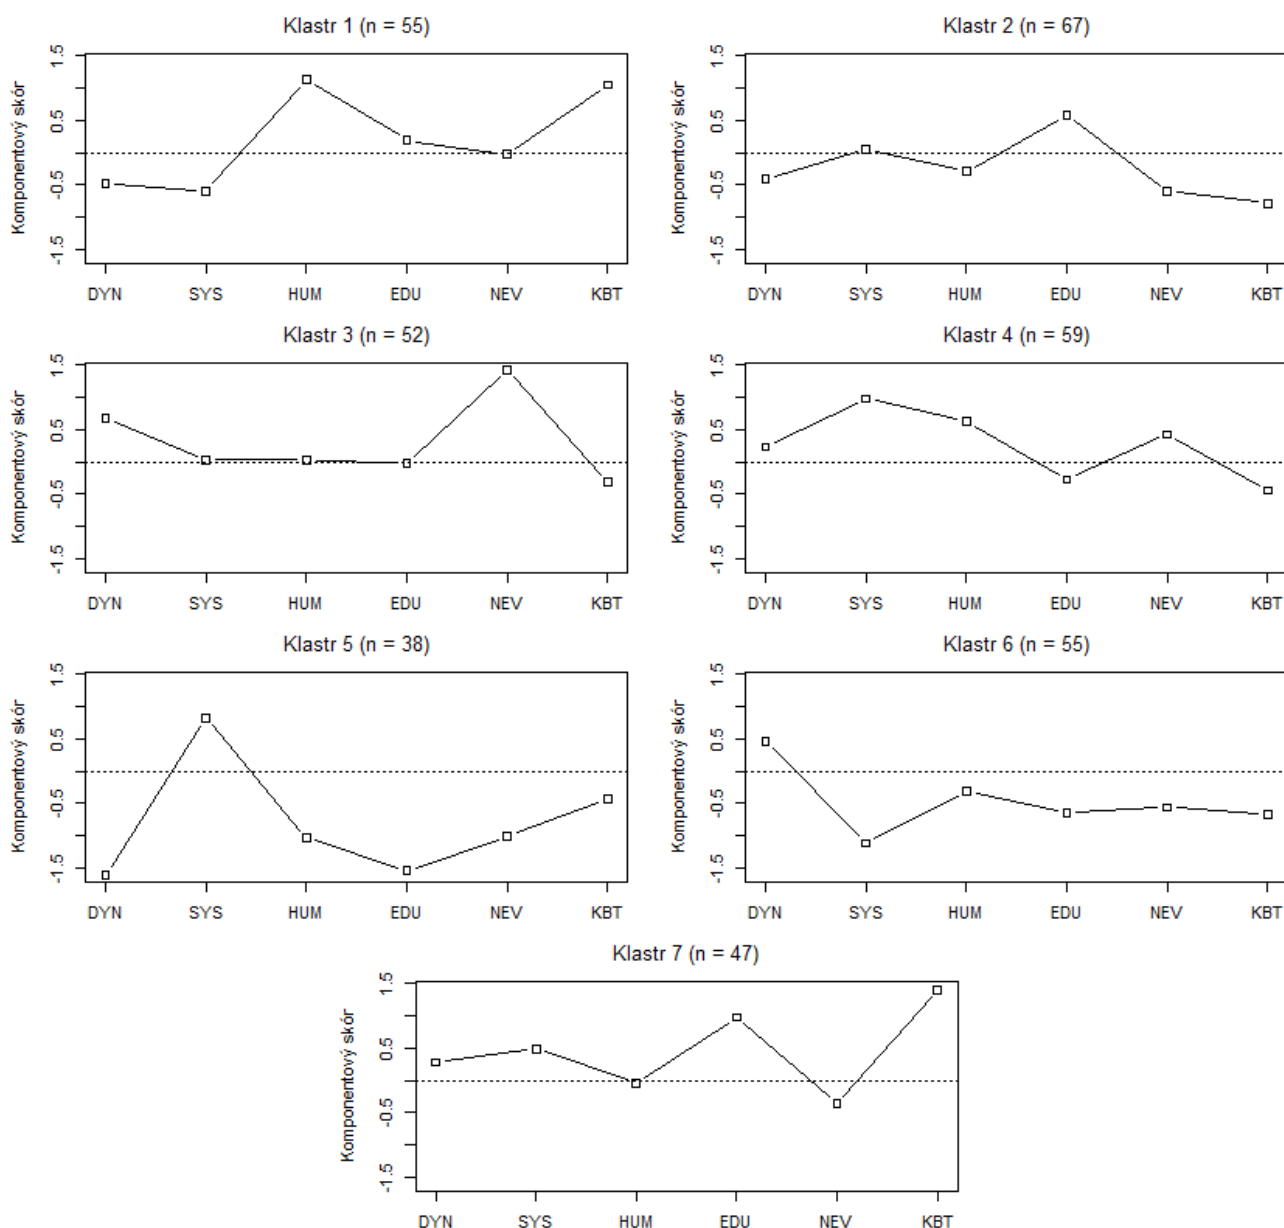 Klastr 1 (n = 55)
Komponentový skór
1.5
0.5
-0.5
-1.5
DYN SYS HUM EDU NEV KBT
Klastr 2 (n = 67)
Komponentový skór
1.5
0.5
-0.5
-1.5
DYN SYS HUM EDU NEV KBT
Klastr 3 (n = 52)
Komponentový skór
1.5
0.5
-0.5
-1.5
DYN SYS HUM EDU NEV KBT
Klastr 4 (n = 59)
Komponentový skór
1.5
0.5
-0.5
-1.5
DYN SYS HUM EDU NEV KBT
Klastr 5 (n = 38)
Komponentový skór
1.5
0.5
-0.5
-1.5
DYN SYS HUM EDU NEV KBT
Klastr 6 (n = 55)
Komponentový skór
1.5
0.5
-0.5
-1.5
DYN SYS HUM EDU NEV KBT
Klastr 7 (n = 47)
Komponentový skór
1.5
0.5
-0.5
-1.5
DYN SYS HUM EDU NEV KBT